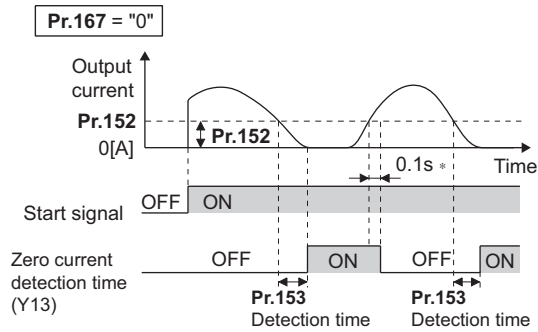 Pr.167 = "0"
Output
current
Pr.152
Pr.152
0[A]
0.1s *
Time
OFF ON
Start signal
Zero current
detection time
(Y13)
OFF ON OFF ON
Pr.153
Detection time
Pr.153
Detection time